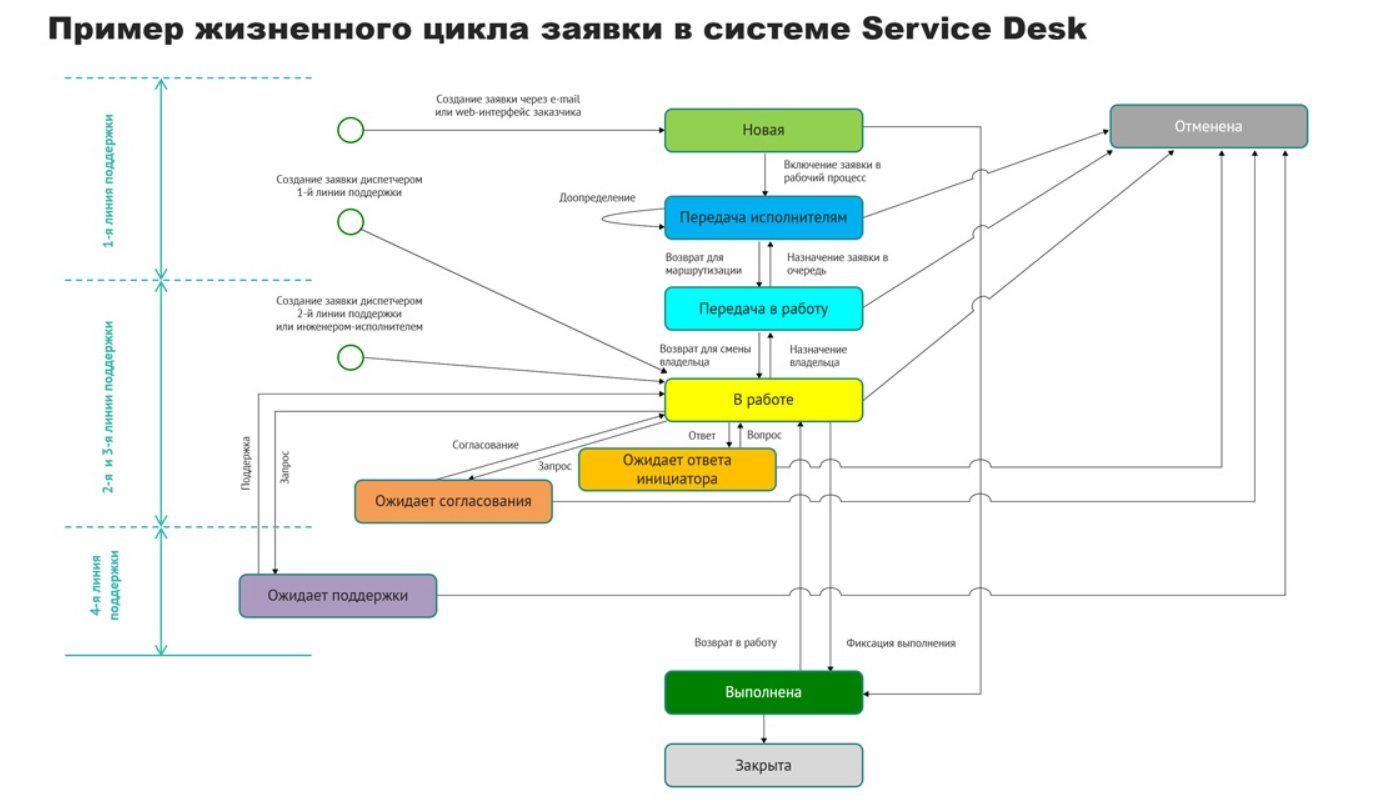 Пример жизненного цикла заявки в системе Service Desk
1-я линия поддержки
2-я и 3-я линии поддержки
4-я линия
поддержки
Создание заявки через e-mail
или web-интерфейс заказчика
Новая
Отменена
Включение заявки в
рабочий процесс
Создание заявки диспетчером
1-й линии поддержки
Доопределение
Передача исполнителям
Возврат для
маршрутизации
Назначение заявки в
очередь
Создание заявки диспетчером
2-й линии поддержки
или инженером-исполнителем
Передача в работу
Возврат для смены
владельца
Назначение
владельца
В работе
Поддержка
Запрос
Согласование
Запрос
Ответ
Вопрос
Ожидает ответа
инициатора
Ожидает согласования
Ожидает поддержки
Возврат в работу
Фиксация выполнения
Выполнена
Закрыта